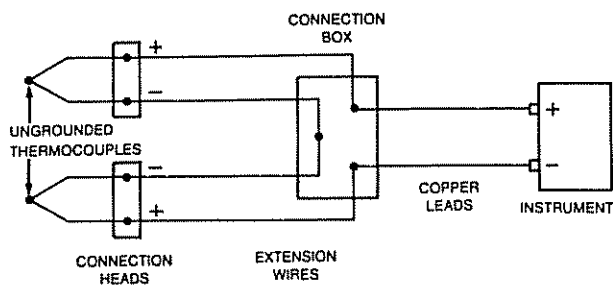 CONNECTION
BOX
+
−
+
UNGROUNDED
THERMOCOUPLES
−
−
+
COPPER
LEADS
INSTRUMENT
CONNECTION
HEADS
EXTENSION
WIRES